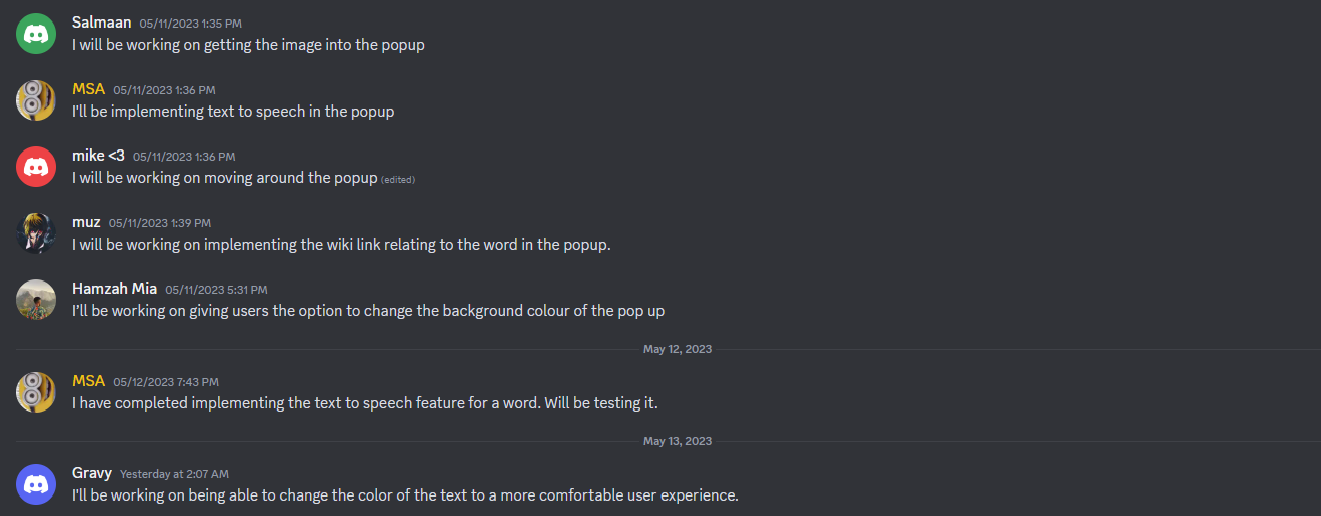 Salmaan 05/11/2023 1:35 PM
I will be working on getting the image into the popup
MSA 05/11/2023 1:36 PM
I'll be implementing text to speech in the popup
mike <3 05/11/2023 1:36 PM
I will be working on moving around the popup (edited)
muz 05/11/2023 1:39 PM
I will be working on implementing the wiki link relating to the word in the popup.
Hamzah Mia 05/11/2023 5:31 PM
I’ll be working on giving users the option to change the background colour of the pop up
May 12, 2023
MSA 05/12/2023 7:43 PM
I have completed implementing the text to speech feature for a word. Will be testing it.
May 13, 2023
Gravy Yesterday at 2:07 AM
I'll be working on being able to change the color of the text to a more comfortable user experience.